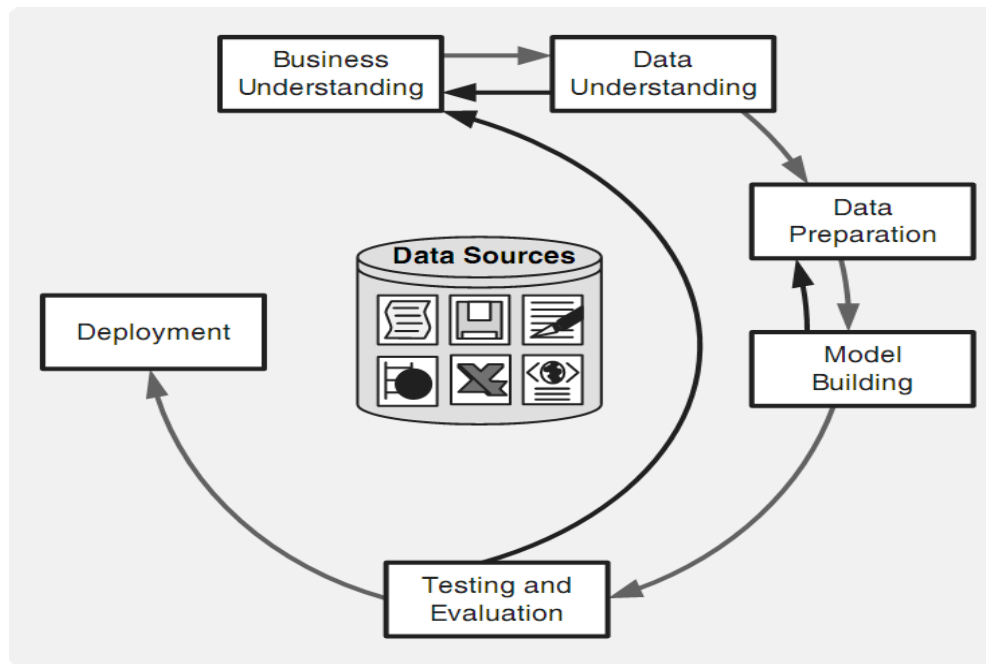 Business
Understanding
Data
Understanding
Data
Preparation
Data Sources
Deployment
Model
Building
Testing and
Evaluation